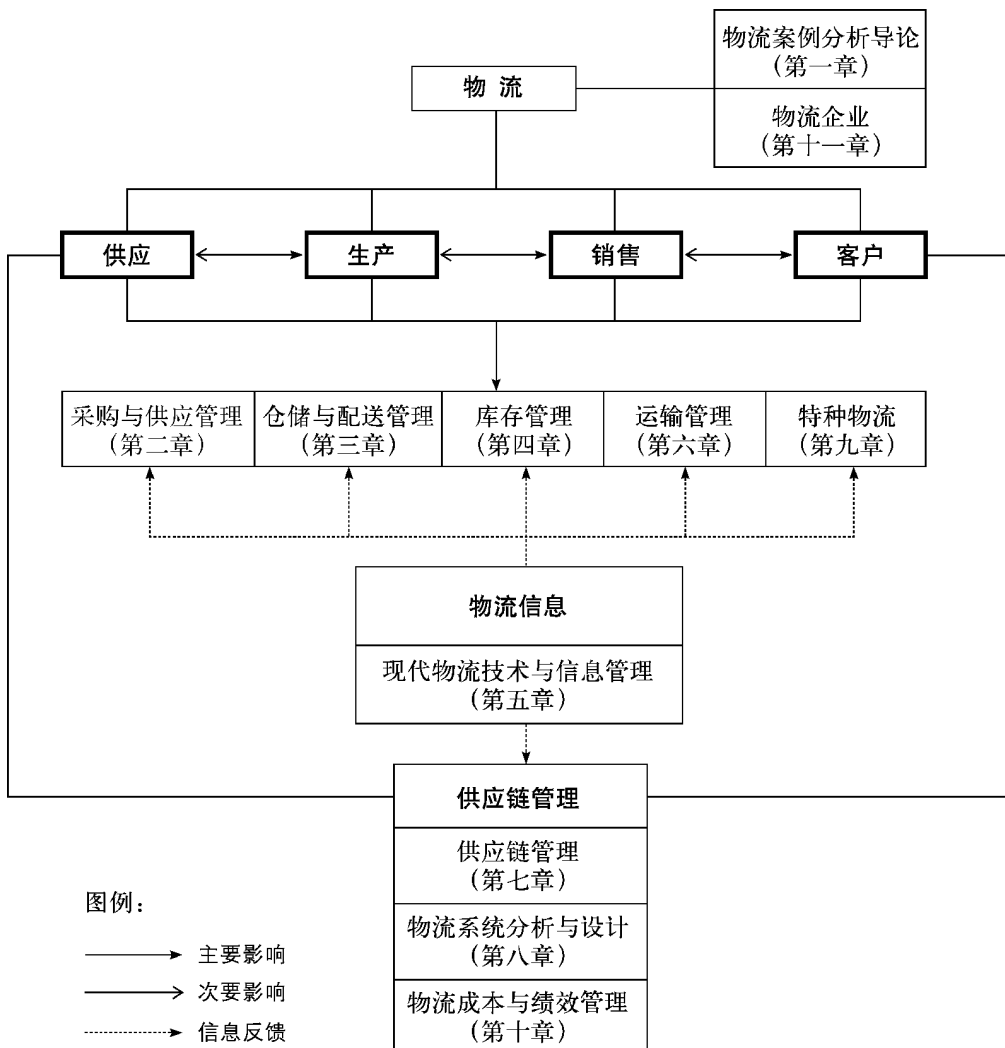 物流案例分析导论
（第一章）
物 流
物流企业
（第十一章）
供应
生产
销售
客户
采购与供应管理
（第二章）
仓储与配送管理
（第三章）
库存管理
（第四章）
运输管理
（第六章）
特种物流
（第九章）
物流信息
现代物流技术与信息管理
（第五章）
供应链管理
供应链管理
（第七章）
物流系统分析与设计
（第八章）
物流成本与绩效管理
（第十章）
图例：
主要影响
次要影响
信息反馈